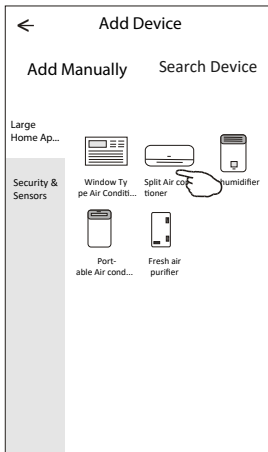 Add Device
Add Manually
Search Device
Large
Home Ap...
Security &
Sensors
Window Ty
pe Air Conditi...
Split Air con
tioner
humidifier
Port-
able Air cond...
Fresh air
purifier